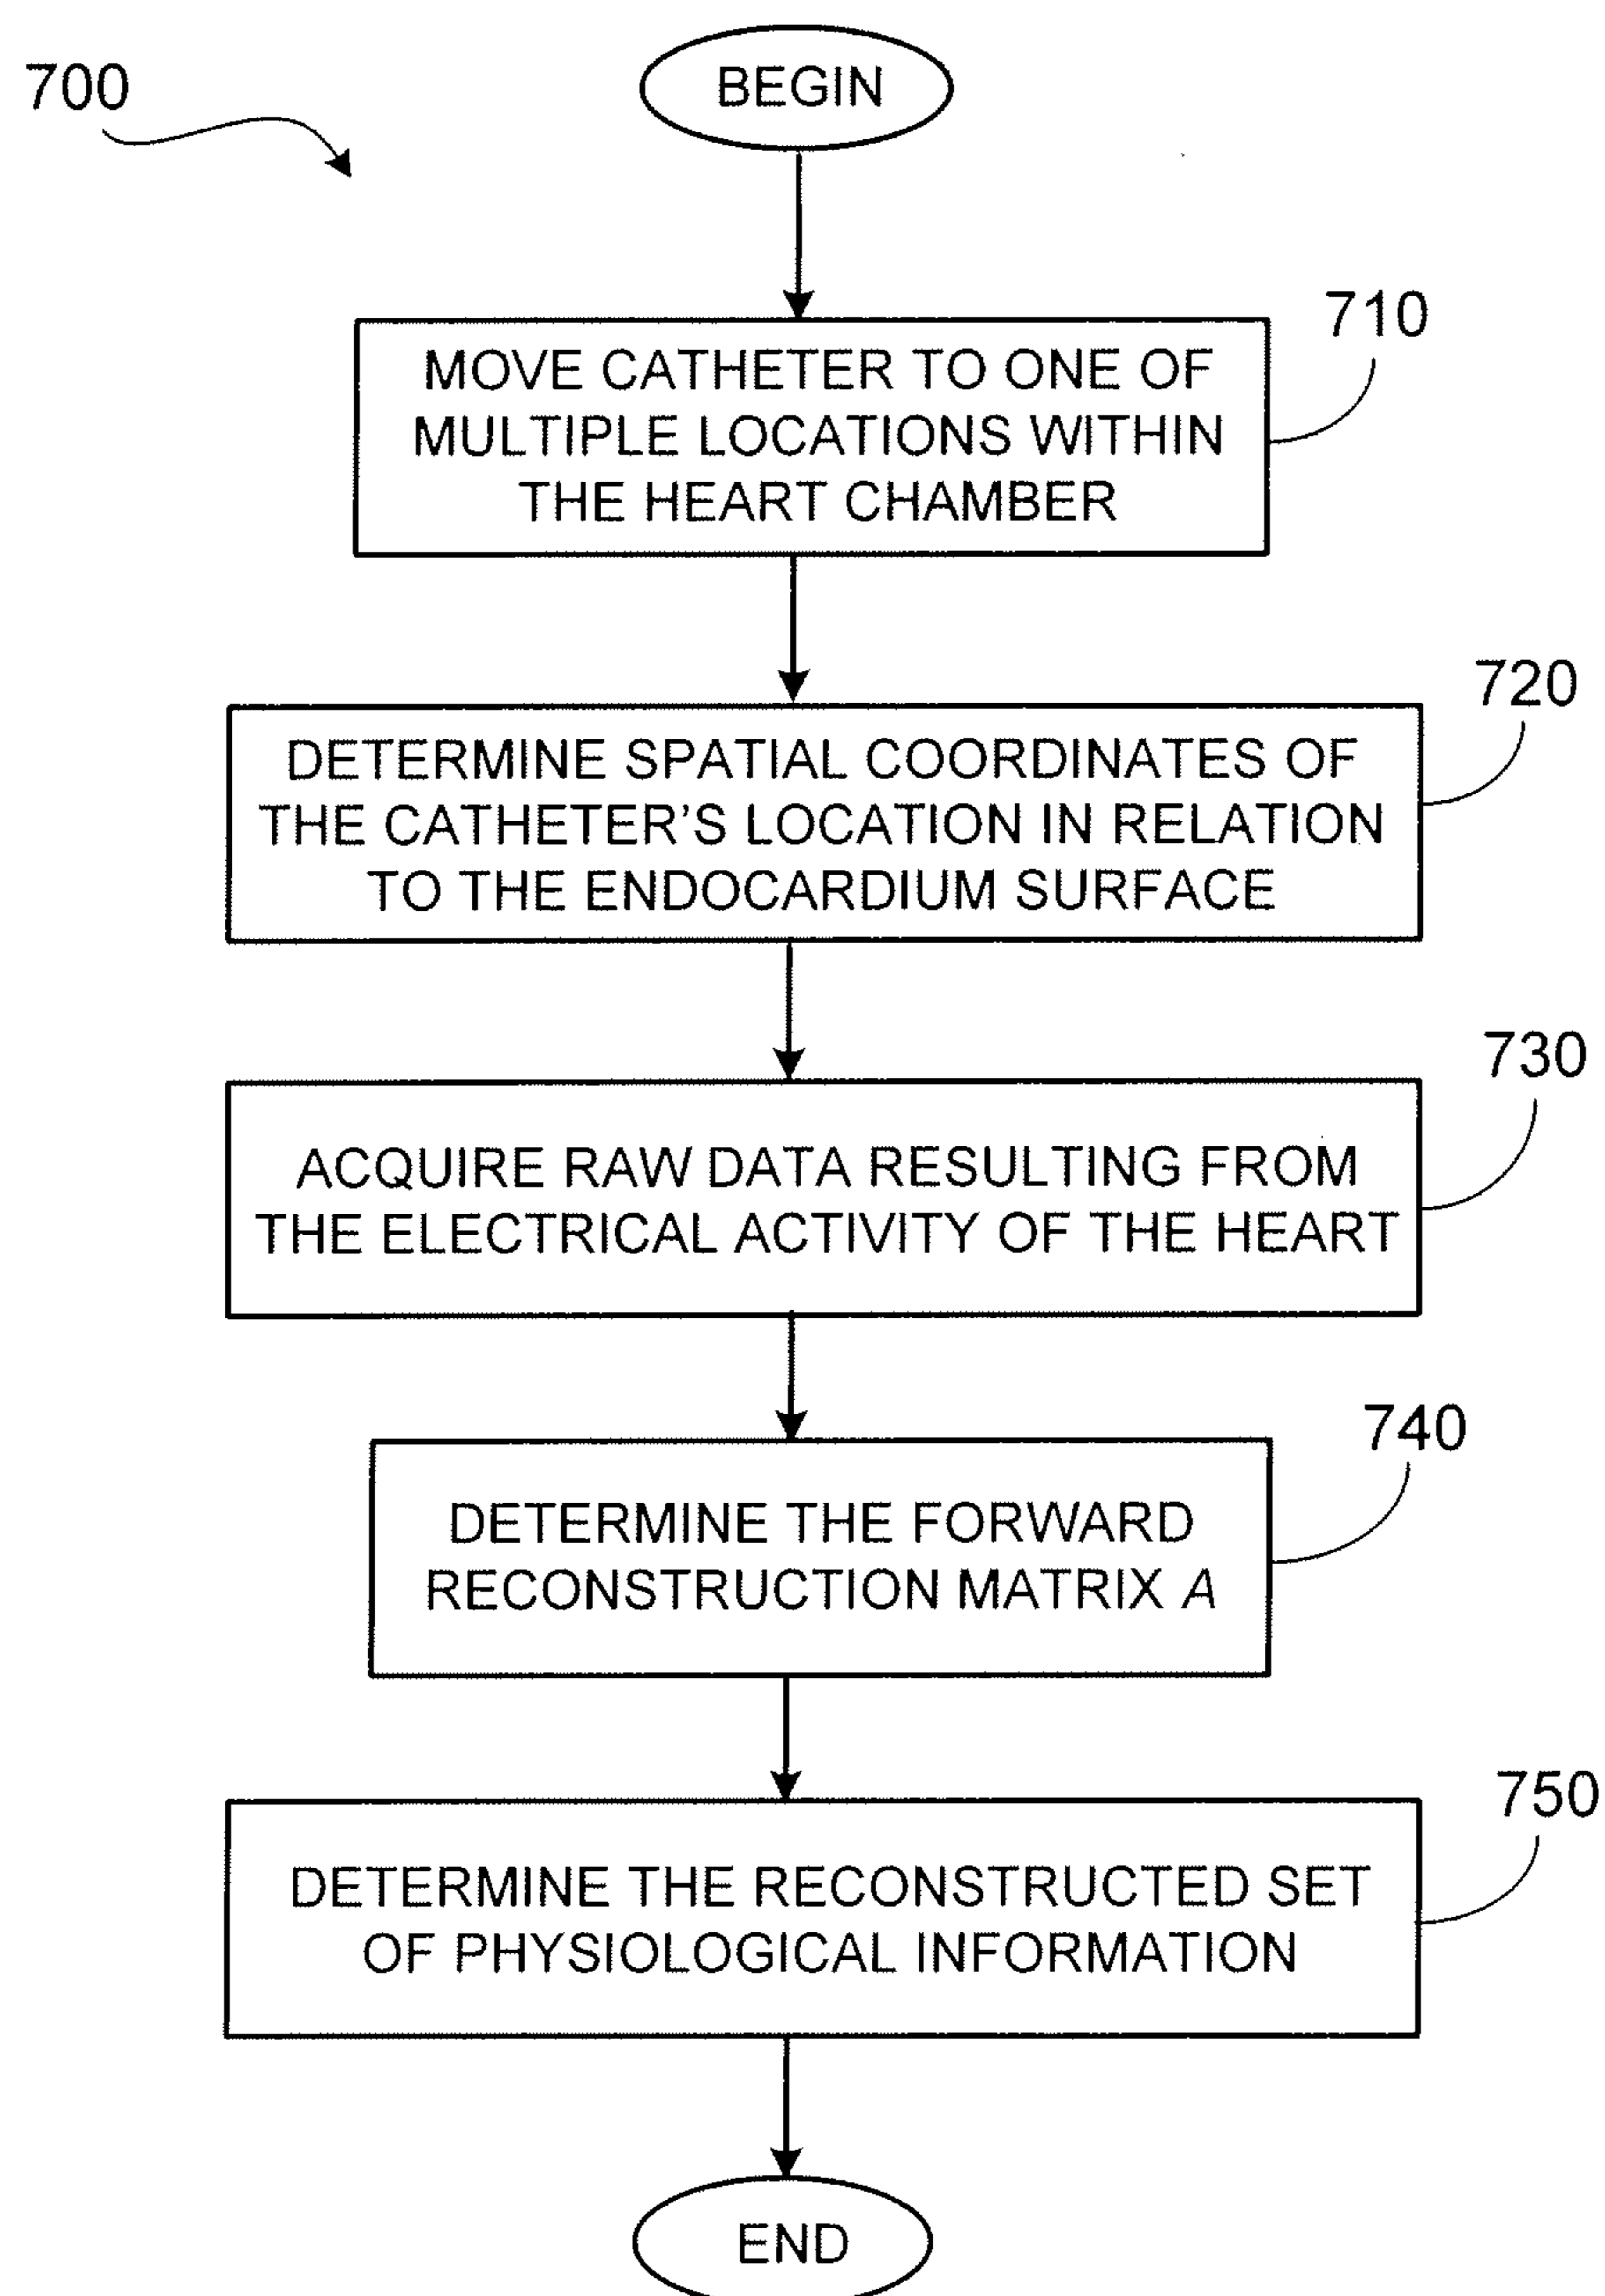 700
BEGIN
710
MOVE CATHETER TO ONE OF
MULTIPLE LOCATIONS WITHIN
THE HEART CHAMBER
720
DETERMINE SPATIAL COORDINATES OF
THE CATHETER'S LOCATION IN RELATION
TO THE ENDOCARDIUM SURFACE
730
ACQUIRE RAW DATA RESULTING FROM
THE ELECTRICAL ACTIVITY OF THE HEART
740
DETERMINE THE FORWARD
RECONSTRUCTION MATRIX A
750
DETERMINE THE RECONSTRUCTED SET
OF PHYSIOLOGICAL INFORMATION
END